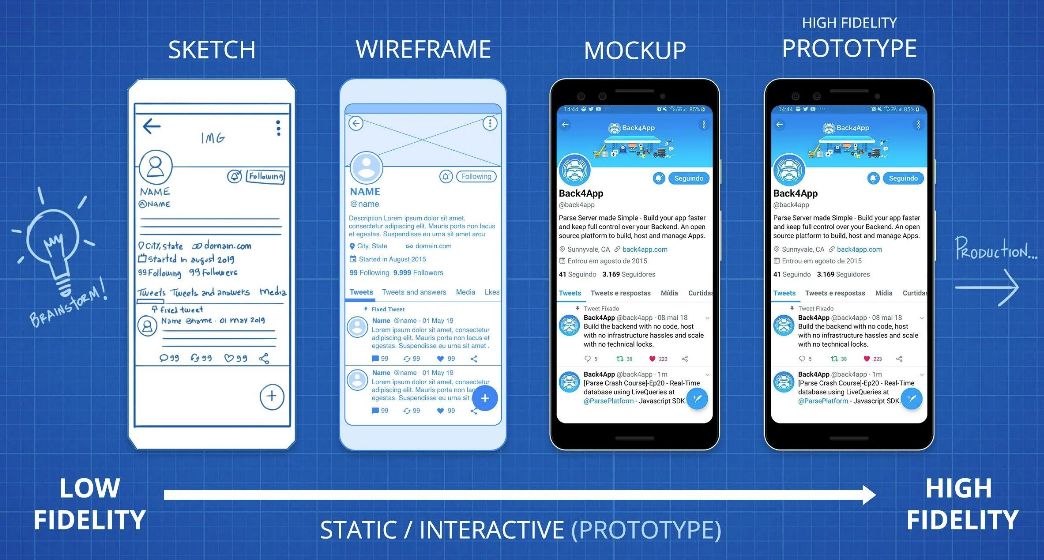 SKETCH
WIREFRAME
MOCKUP
HIGH FIDELITY
PROTOTYPE
BRAINSTORM!
IMG
Following
NAME
@NAME
City, state domain.com
Started in august 2019
99 Following 99 Followers
Tweets Tweets and answers media
fixed tweet
Name @name · 01 may 2019
99 99 99
+
Following
NAME
@name
Description Lorem ipsum dolor sit amet,
consectetur adipiscing elit. Mauris porta non lacus et
egestas. Suspendisse eu urna sit amet arcu
City, State domain.com
Started in August 2015
99 Following 9.999 Followers
Tweets Tweets and answers Media Likes
Fixed Tweet
Name @name · 01 May 19
Lorem ipsum dolor sit amet, consectetur
adipiscing elit. Mauris porta non lacus et
egestas. Suspendisse eu urna sit amet .
99 99 99
Name @name · 01 May 19
Lorem ipsum dolor sit amet, consectetur
adipiscing elit. Mauris porta non lacus
egestas. Suspendisse eu urna sit
99 99 99
+
14:44 85%
Back4App
Seguindo
Back4App
@back4app
Parse Server made Simple - Build your app faster
and keep full control over your Backend. An open
source platform to build, host and manage Apps.
Sunnyvale, CA back4app.com
Entrou em agosto de 2015
41 Seguindo 3.169 Seguidores
Tweets Tweets e respostas Mídia Curtidas
Tweet Fixado
Back4App @back4app · 08 mai 18
Build the backend with no code, host
with no infrastructure hassles and scale
with no technical locks.
5 38 223
Back4App @back4app · 1m
[Parse Crash Course]-Ep20 - Real-Time
database using LiveQueries at
@ParsePlatform - Javascript SDK
14:44 85%
Back4App
Seguindo
Back4App
@back4app
Parse Server made Simple - Build your app faster
and keep full control over your Backend. An open
source platform to build, host and manage Apps.
Sunnyvale, CA back4app.com
Entrou em agosto de 2015
41 Seguindo 3.169 Seguidores
Tweets Tweets e respostas Mídia Curtidas
Tweet Fixado
Back4App @back4app · 08 mai 18
Build the backend with no code, host
with no infrastructure hassles and scale
with no technical locks.
5 38 223
Back4App @back4app · 1m
[Parse Crash Course]-Ep20 - Real-Time
database using LiveQueries at
@ParsePlatform - Javascript SDK
PRODUCTION...
LOW
FIDELITY
STATIC / INTERACTIVE (PROTOTYPE)
HIGH
FIDELITY